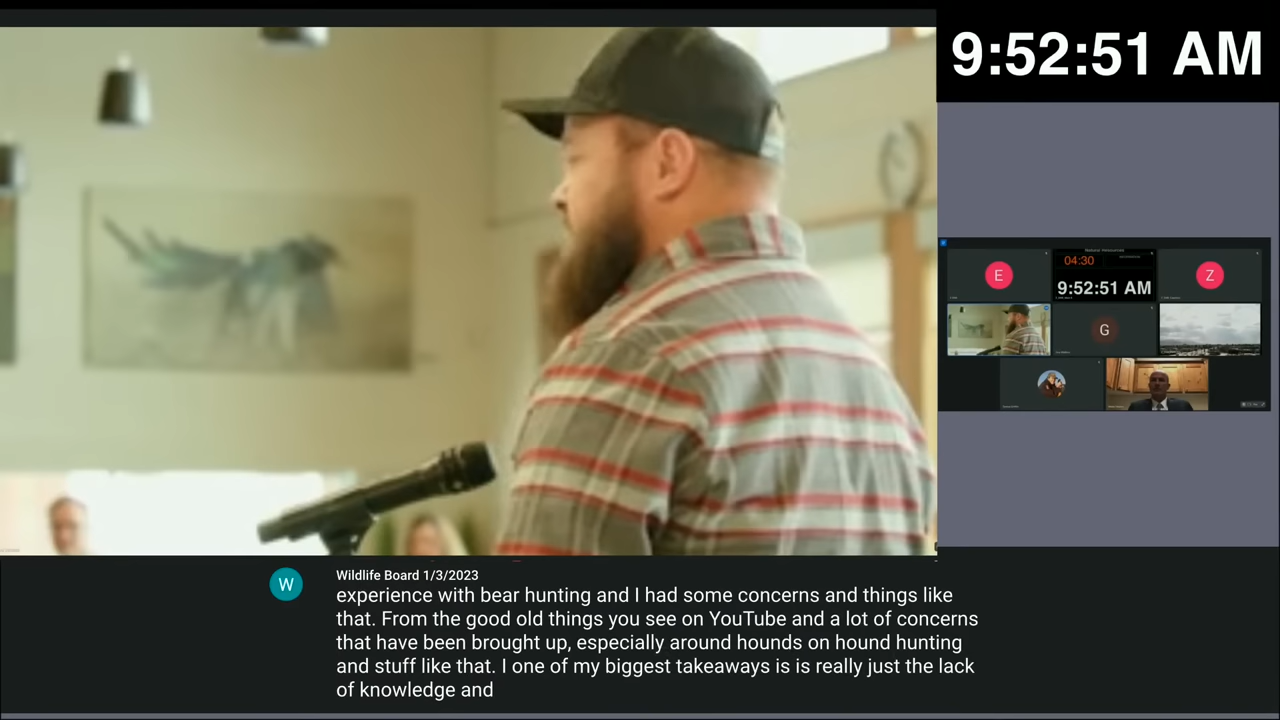 9:52:51 AM
E
04:30
9:52:51 AM
Z
G
W
Wildlife Board 1/3/2023
experience with bear hunting and I had some concerns and things like
that. From the good old things you see on YouTube and a lot of concerns
that have been brought up, especially around hounds on hound hunting
and stuff like that. I one of my biggest takeaways is is really just the lack
of knowledge and